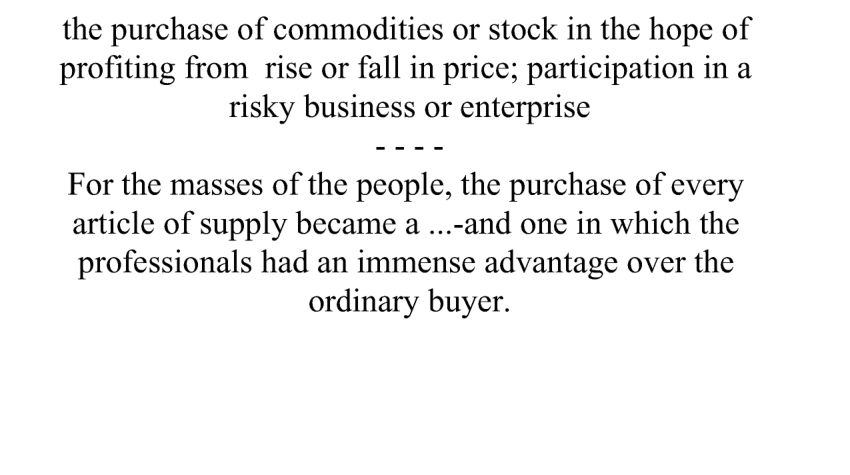 the purchase of commodities or stock in the hope of
profiting from  rise or fall in price; participation in a
risky business or enterprise
- - - -
For the masses of the people, the purchase of every
article of supply became a ...-and one in which the
professionals had an immense advantage over the
ordinary buyer.